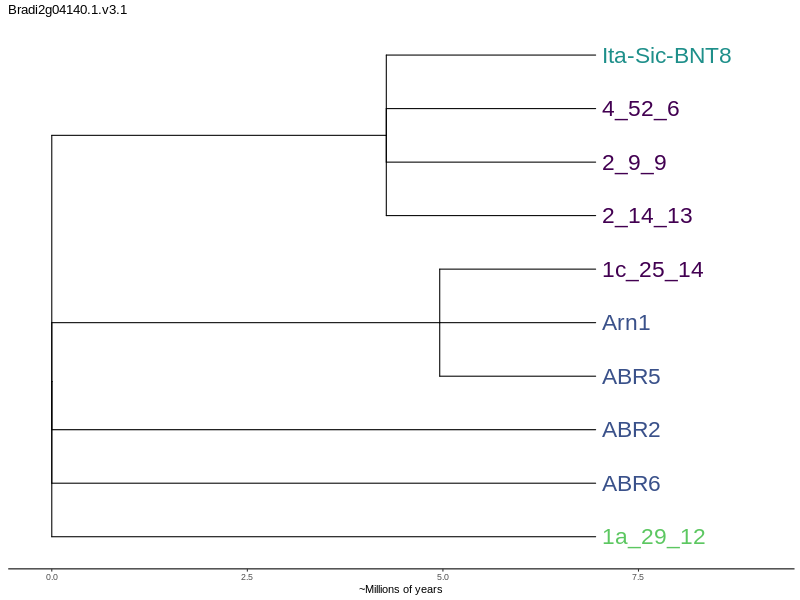 Bradi2g04140.1.v3.1
Ita-Sic-BNT8
4_52_6
2_9_9
2_14_13
1c_25_14
Arn1
ABR5
ABR2
ABR6
1a_29_12
0.0 2.5 5.0 7.5
~Millions of years